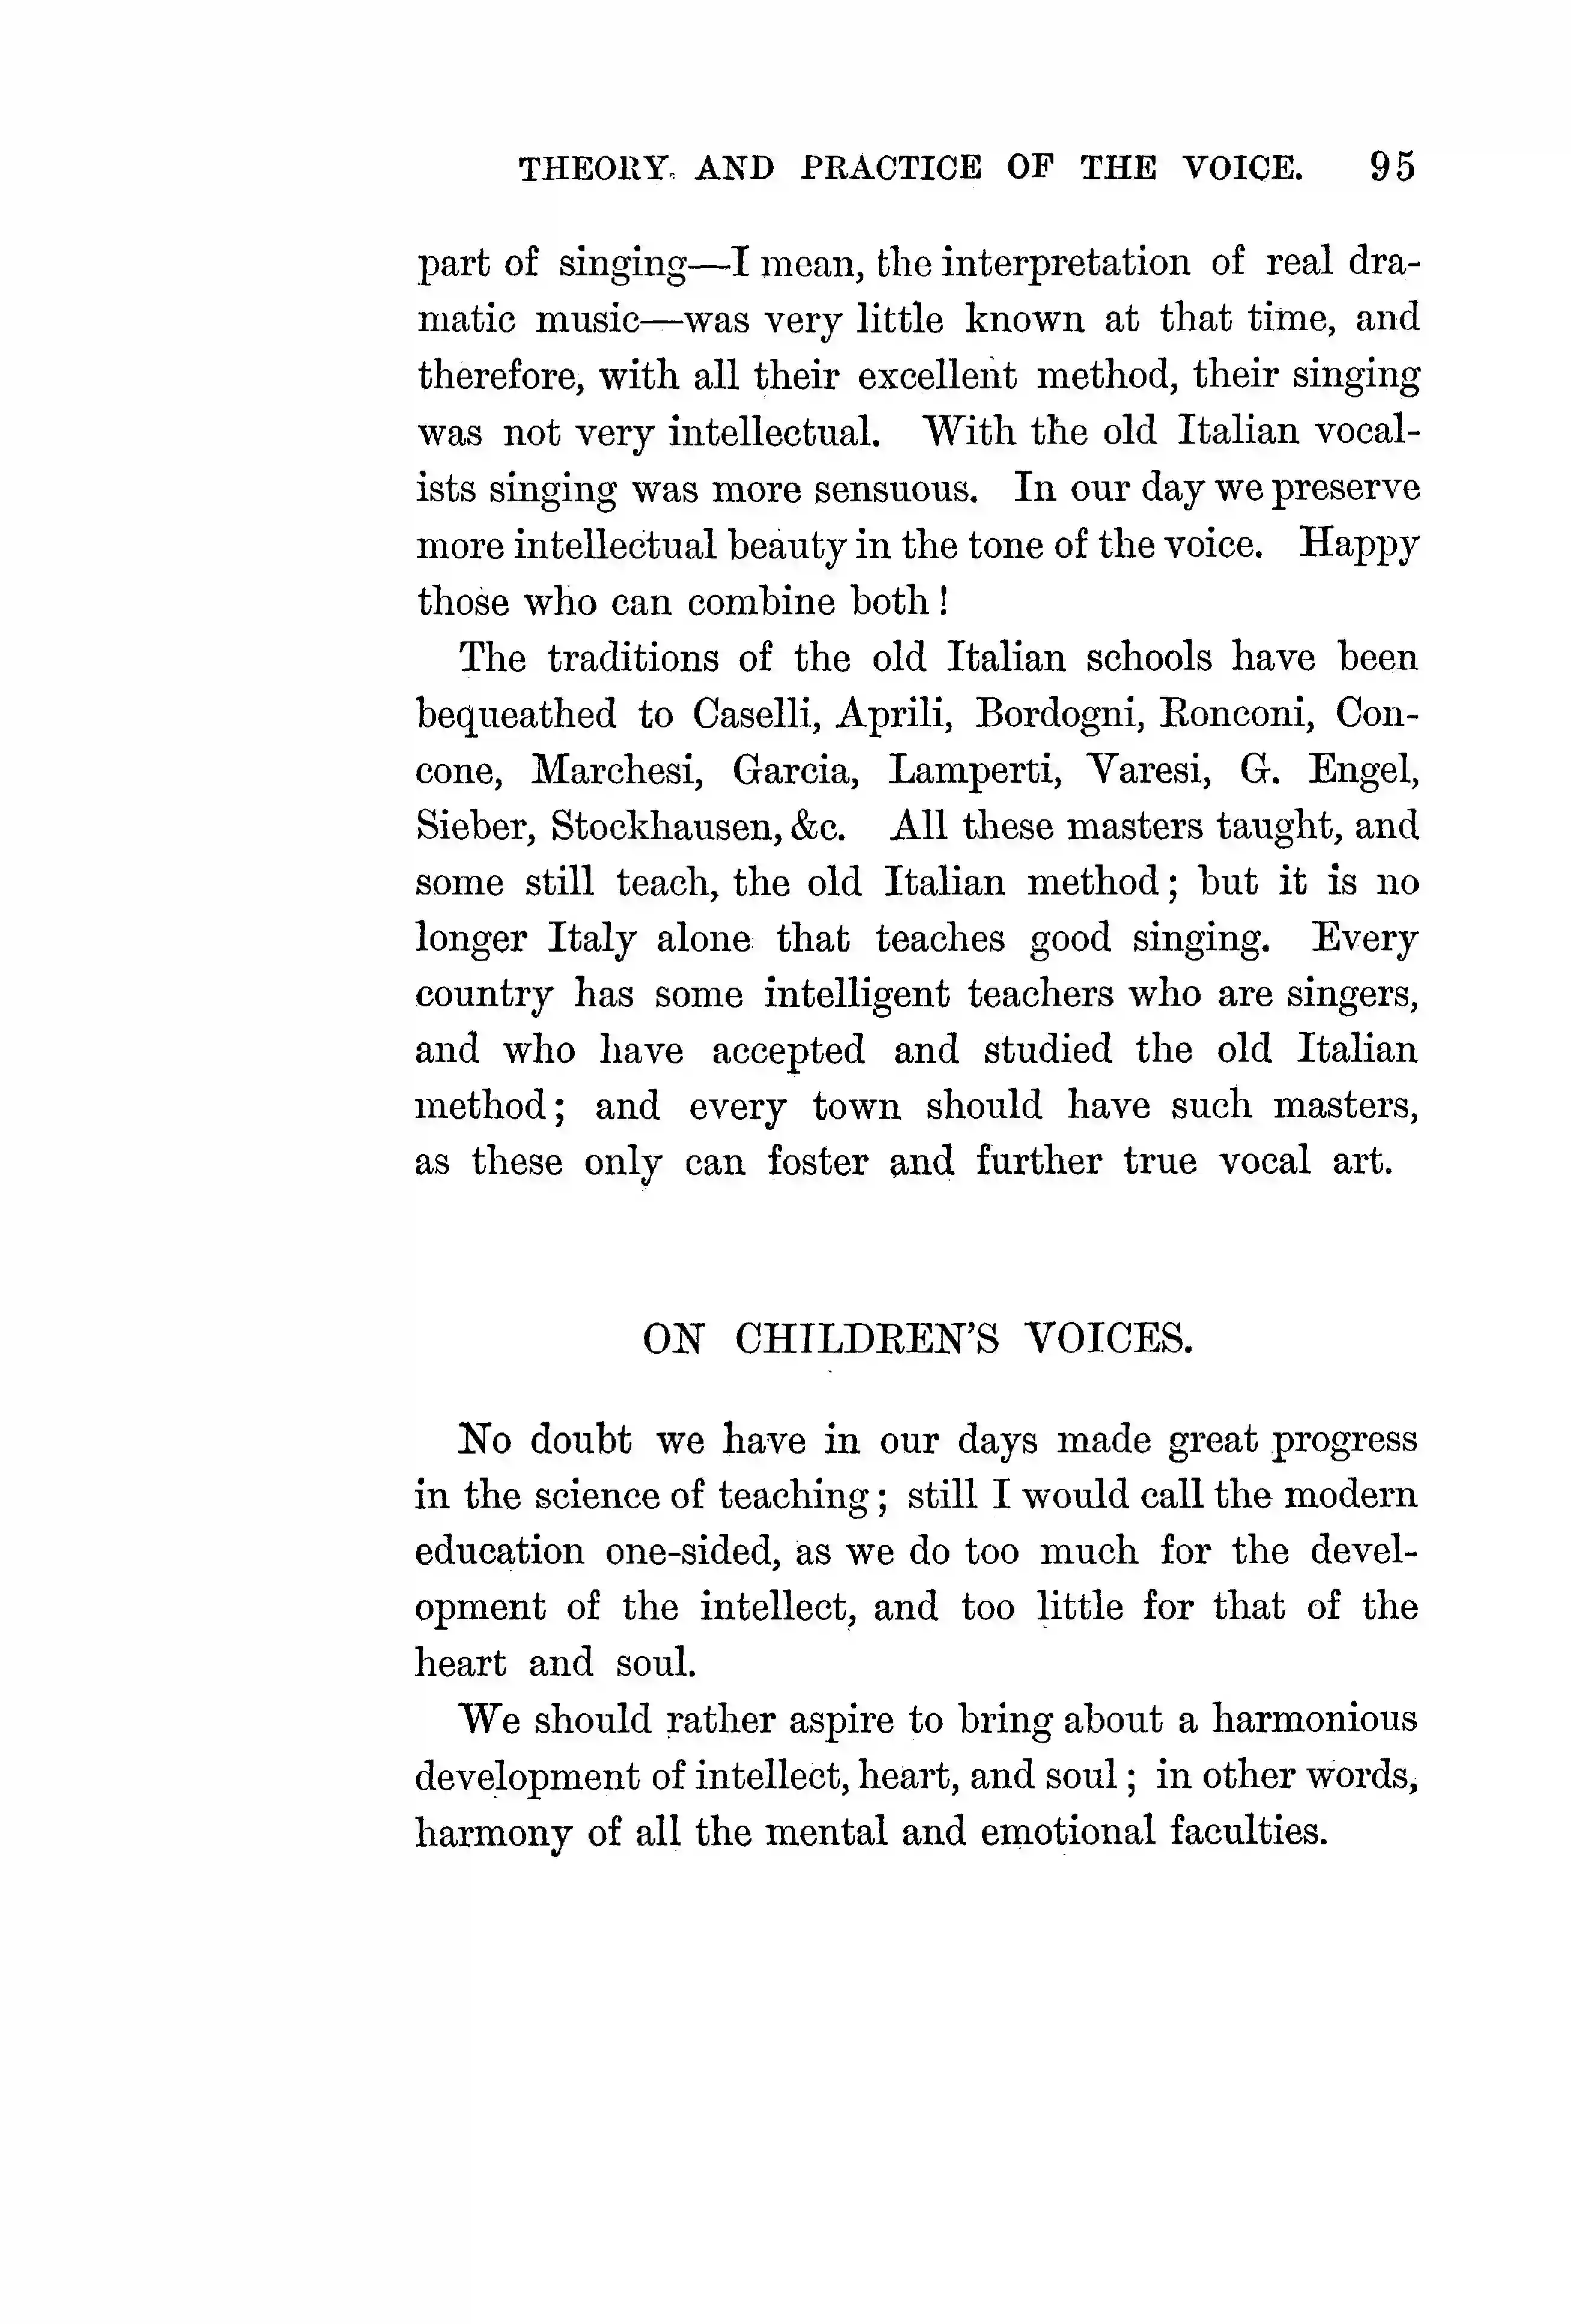 THEORY, AND PRACTICE OF THE VOICE. 95
part of singing—I mean, the interpretation of real dra-
matic music—was very little known at that time, and
therefore, with all their excellent method, their singing
was not very intellectual. With the old Italian vocal-
ists singing was more sensuous. In our day we preserve
more intellectual beauty in the tone of the voice. Happy
those who can combine both !
The traditions of the old Italian schools have been
bequeathed to Caselli, Aprili, Bordogni, Ronconi, Con-
cone, Marchesi, Garcia, Lamperti, Varesi, G. Engel,
Sieber, Stockhausen, &c. All these masters taught, and
some still teach, the old Italian method; but it is no
longer Italy alone that teaches good singing. Every
country has some intelligent teachers who are singers,
and who have accepted and studied the old Italian
method; and every town should have such masters,
as these only can foster and further true vocal art.
ON CHILDREN'S VOICES.
No doubt we have in our days made great progress
in the science of teaching; still I would call the modern
education one-sided, as we do too much for the devel-
opment of the intellect, and too little for that of the
heart and soul.
We should rather aspire to bring about a harmonious
development of intellect, heart, and soul; in other words,
harmony of all the mental and emotional faculties.